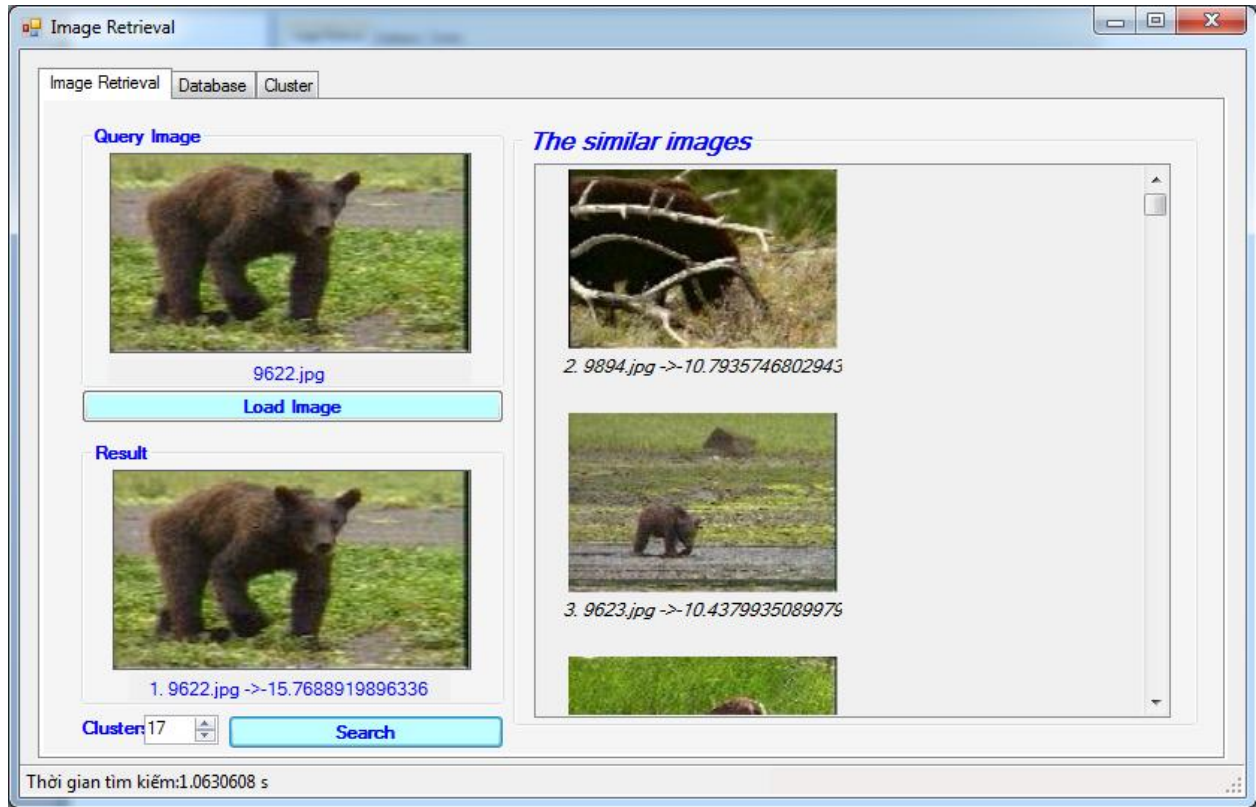 Image Retrieval
Image Retrieval Database Cluster
Query Image
9622.jpg
Load Image
Result
1. 9622.jpg ->-15.7688919896336
Cluster: 17
Search
The similar images
2. 9894.jpg ->-10.7935746802943
3. 9623.jpg ->-10.4379935089979
Thời gian tìm kiếm:1.0630608 s